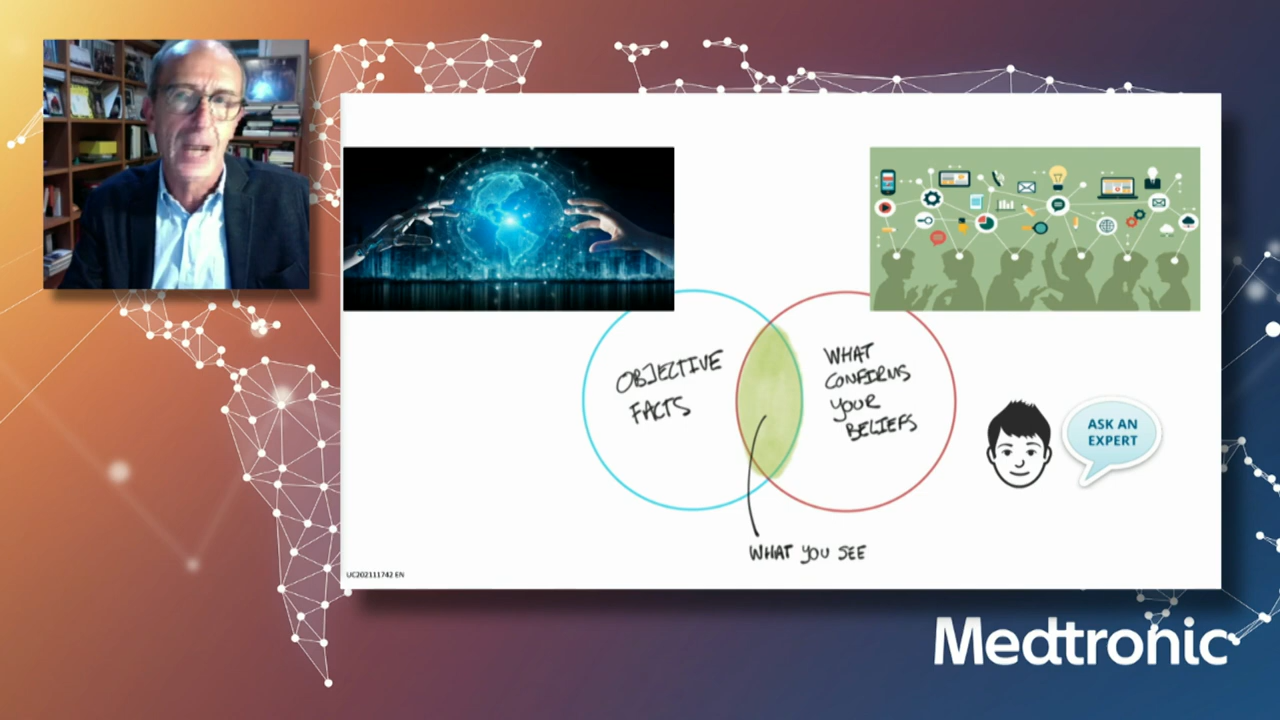 OBJECTIVE
FACTS
WHAT
CONFIRMS
YOUR
BELIEFS
ASK AN
EXPERT
WHAT YOU SEE
UC202111742 EN
Medtronic